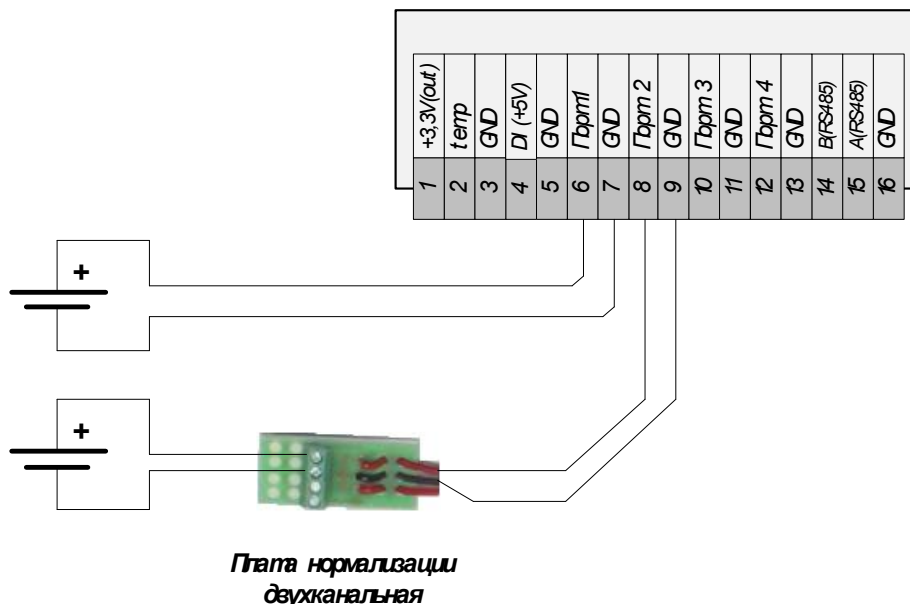 +3,3V(out)
temp
GND
DI (+5V)
GND
Порт1
GND
Порт 2
GND
Порт 3
GND
Порт 4
GND
B(RS485)
A(RS485)
GND
1
2
3
4
5
6
7
8
9
10
11
12
13
14
15
16
+
+
Плата нормализации
двухканальная